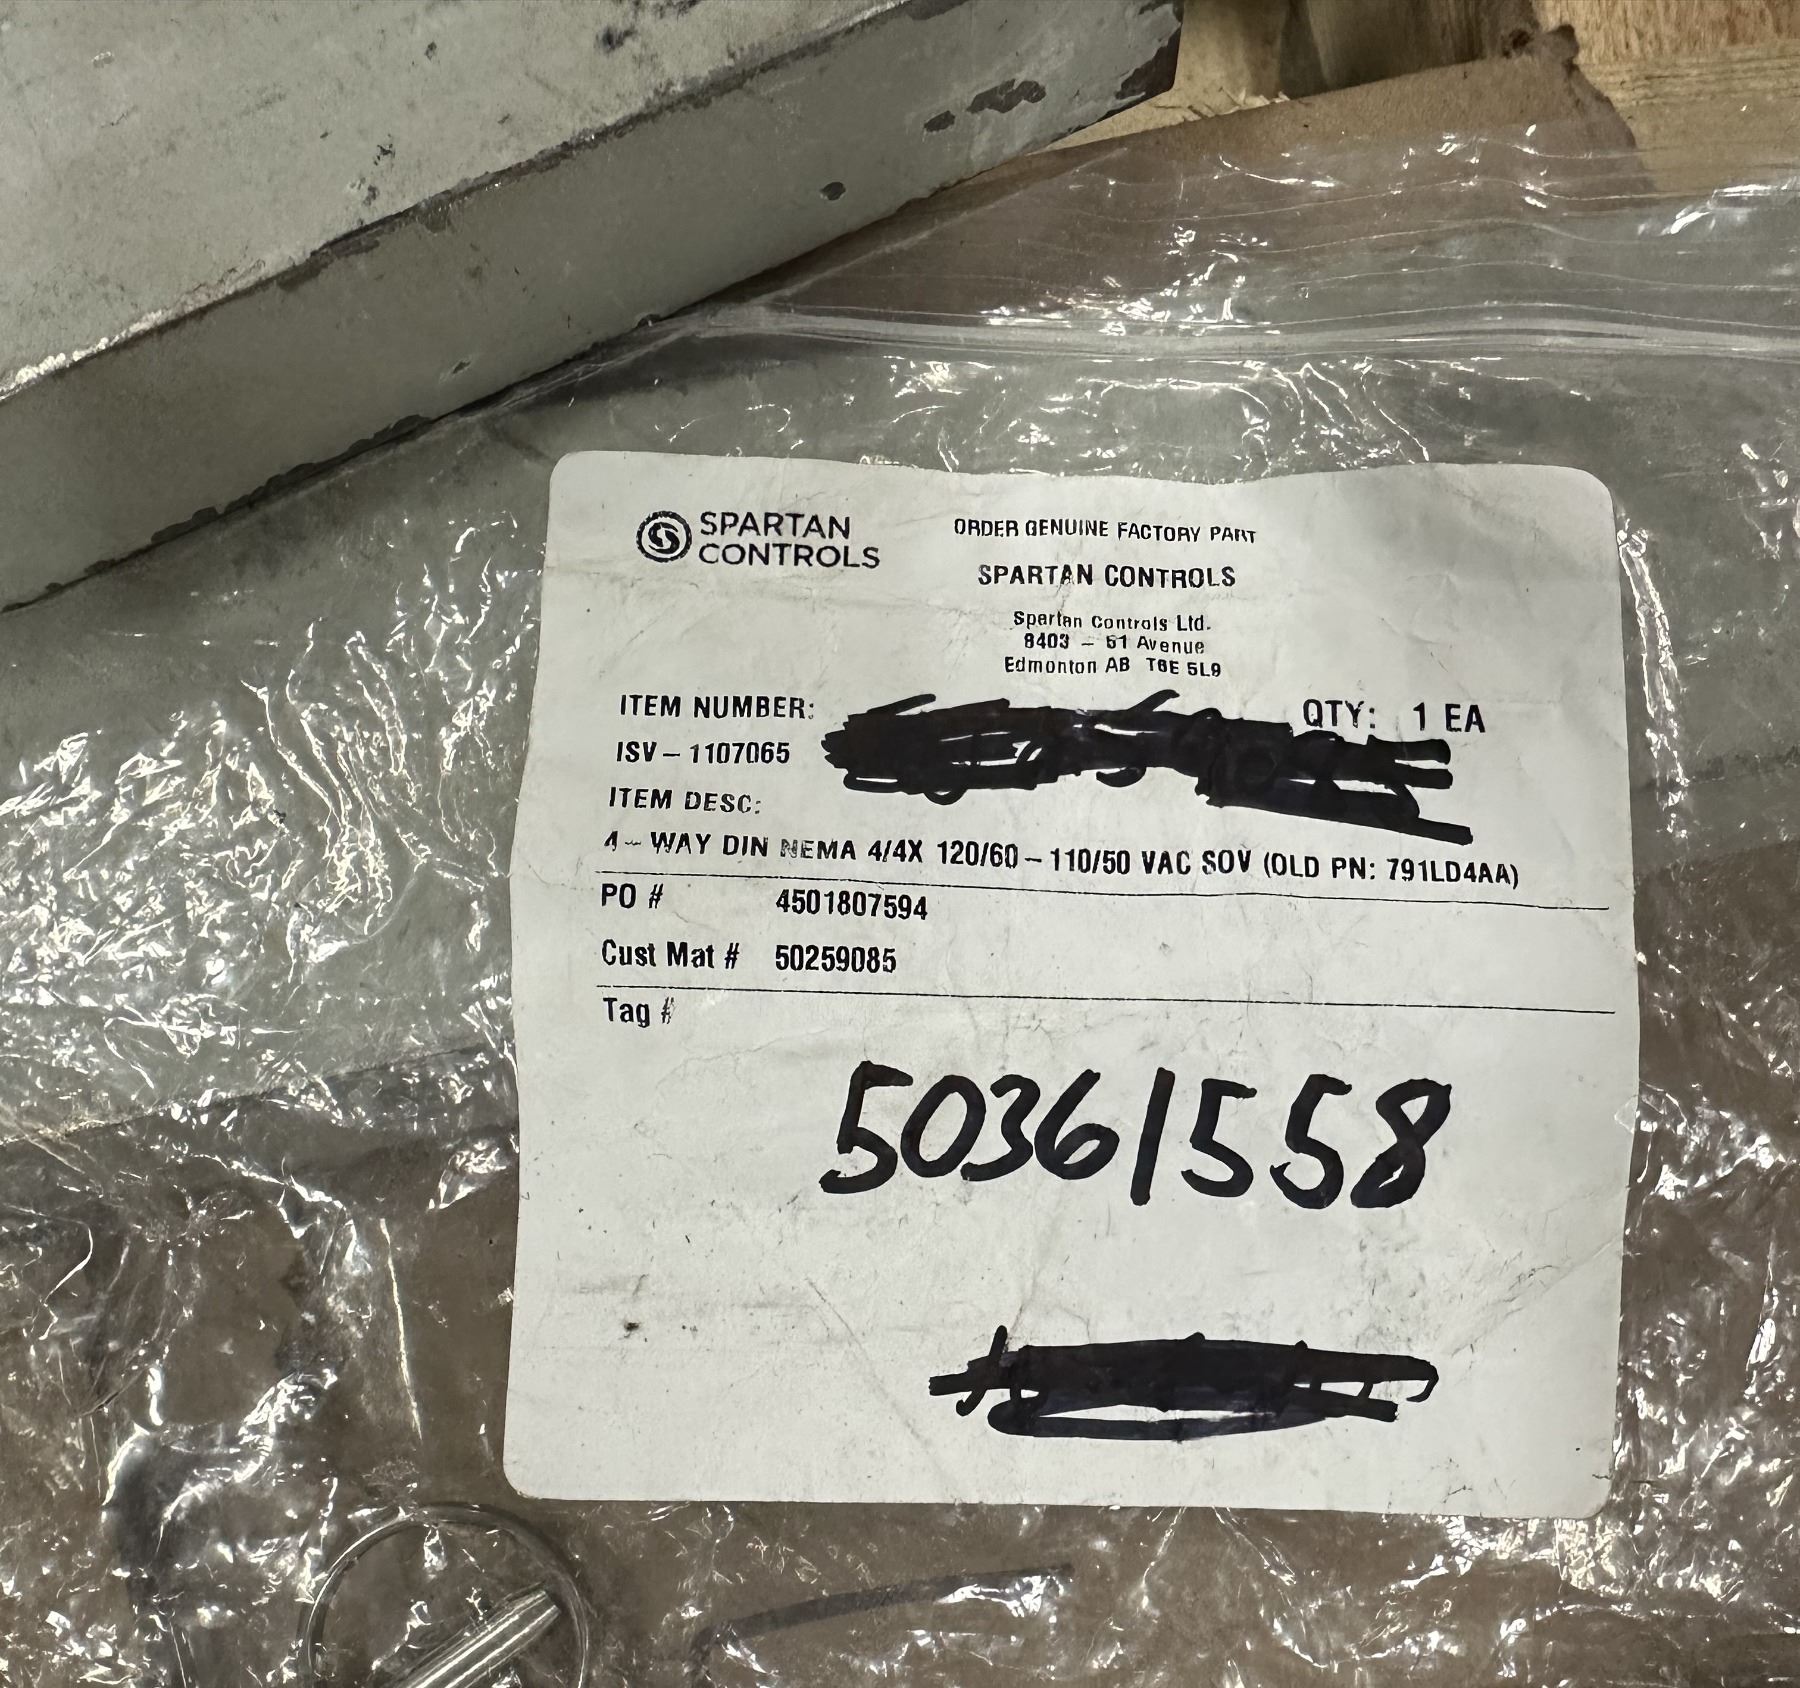 SPARTAN
CONTROLS
ORDER GENUINE FACTORY PART
SPARTAN CONTROLS
Spartan Controls Ltd.
8403 – 51 Avenue
Edmonton AB T6E 5L9
ITEM NUMBER:
QTY: 1 EA
ISV – 1107065
ITEM DESC:
4 – WAY DIN NEMA 4/4X 120/60 – 110/50 VAC SOV (OLD PN: 791LD4AA)
PO # 4501807594
Cust Mat # 50259085
Tag #
50361558